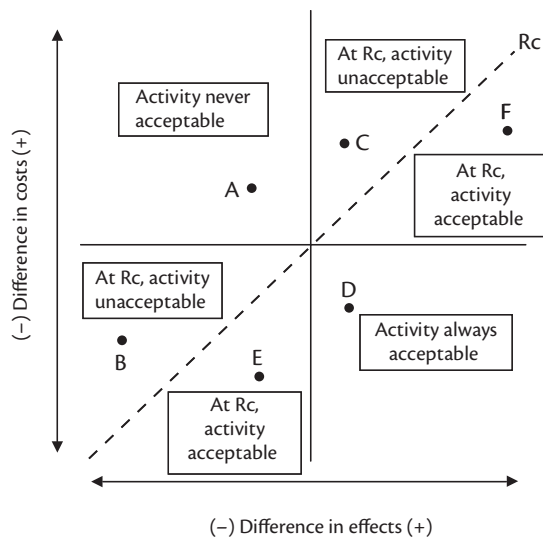 At Rc, activity
unacceptable
Rc
Activity never
acceptable
F
C
At Rc,
activity
acceptable
A
(−) Difference in costs (+)
At Rc, activity
unacceptable
D
Activity always
acceptable
B
E
At Rc,
activity
acceptable
(−) Difference in effects (+)